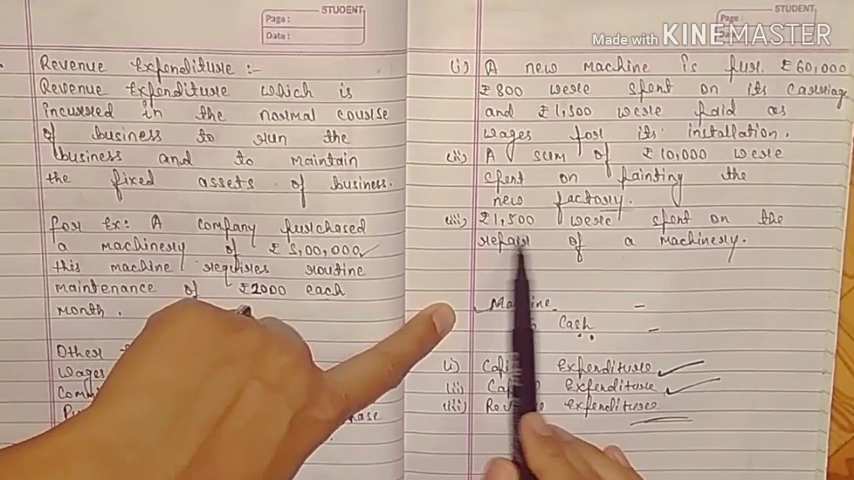 STUDENT
Page :
Date :
Revenue Expenditure :-
Revenue Expenditure which is
incurred in the normal course
of business to run the
business and to maintain
the fixed assets of business.
For Ex: A company purchased
a machinery of ₹ 5,00,000
this machine requires routine
maintenance of ₹2000 each
month.
Other
Wages
STUDENT
Page :
Date :
Made with KINEMASTER
(i) A new machine is pur. ₹ 60,000
₹ 800 were spent on its carriage
and ₹ 1,500 were paid as
wages for its installation.
(ii) A sum of ₹ 10,000 were
spent on painting the
new factory.
(iii) ₹ 1,500 were spent on the
repair of a machinery.
Machine -
Cash -
i) Capital Expenditure
ii) Capital Expenditure
iii) Revenue Expenditure